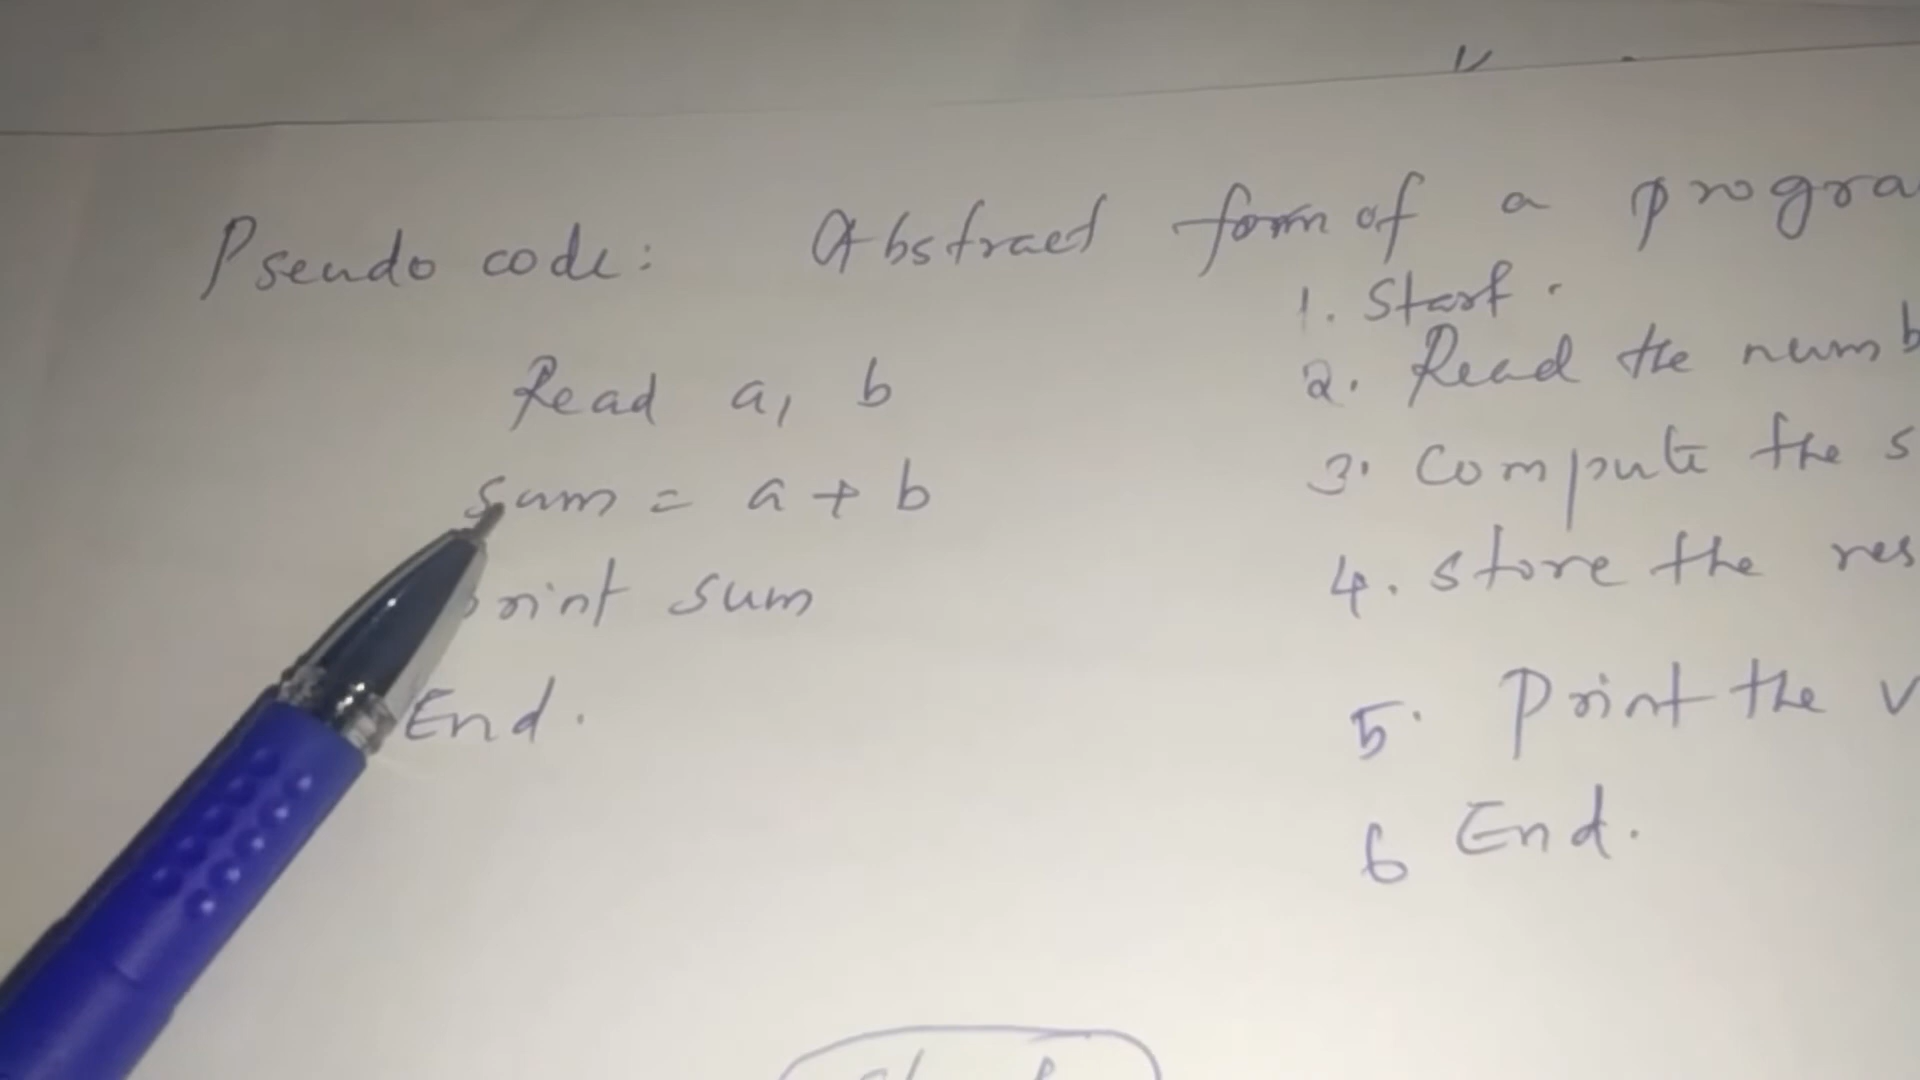 Pseudo code: Abstract form of a progra
Read a, b
sum = a + b
print sum
End.
1. Start.
2. Read the numb
3. Compute the s
4. store the res
5. Print the v
6 End.